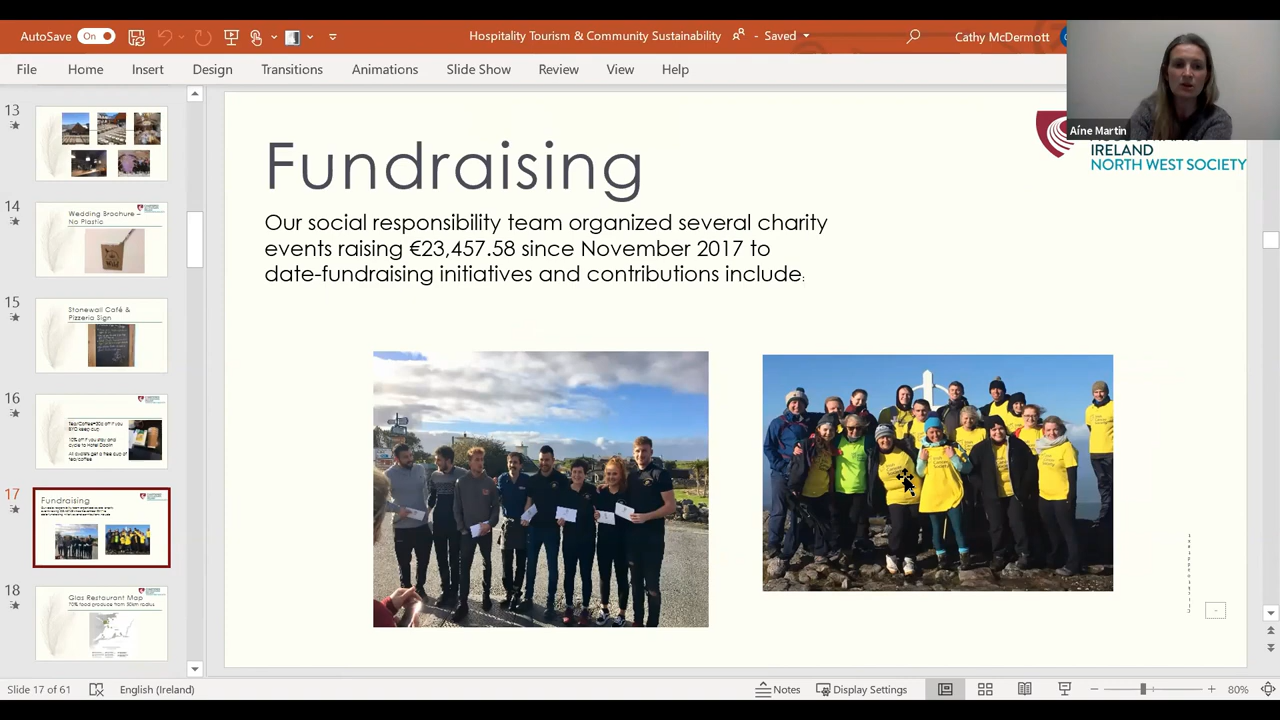 AutoSave On
Hospitality Tourism & Community Sustainability - Saved
Cathy McDermott
File Home Insert Design Transitions Animations Slide Show Review View Help
Aíne Martin
IRELAND
NORTH WEST SOCIETY
Fundraising
Our social responsibility team organized several charity
events raising €23,457.58 since November 2017 to
date-fundraising initiatives and contributions include:
13
14
Wedding Brochure –
No Plastic
15
Stonewall Café &
Pizzeria Sign
16
17
Fundraising
18
Glas Restaurant Map
70% food produce from 50km radius
Slide 17 of 61
English (Ireland)
Notes
Display Settings
80%